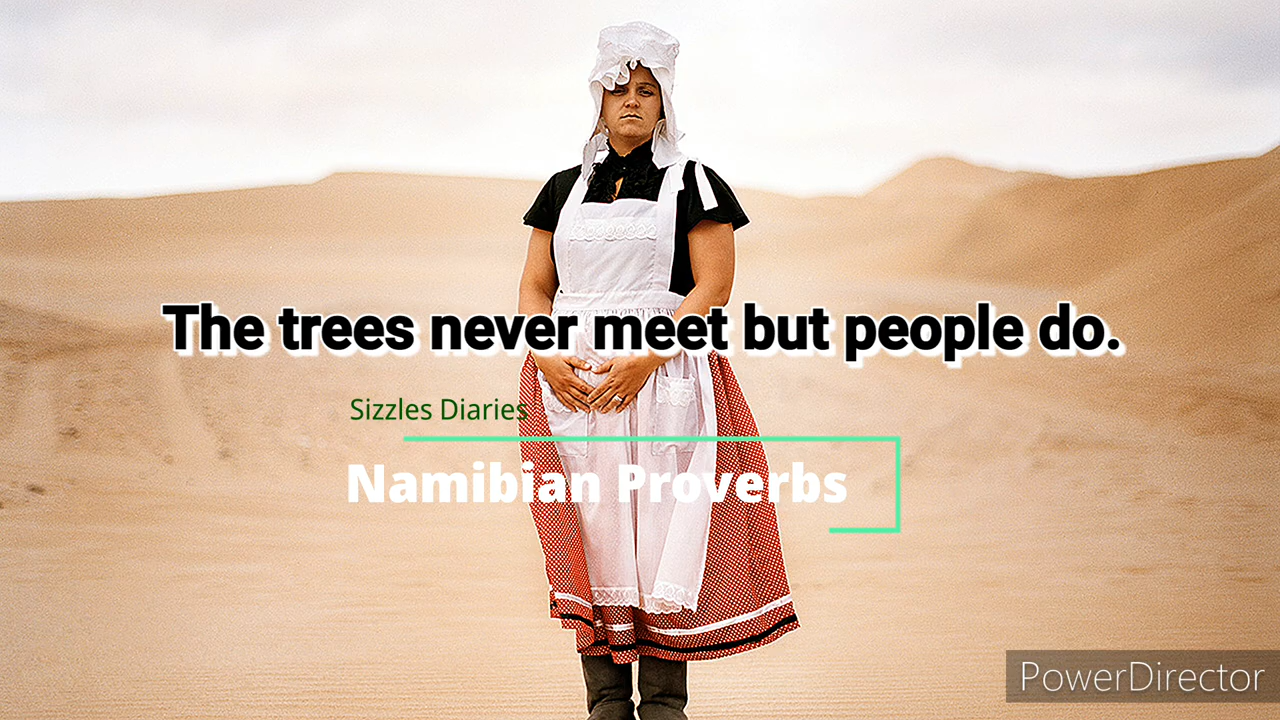 The trees never meet but people do.
Sizzles Diaries
Namibian Proverbs
PowerDirector